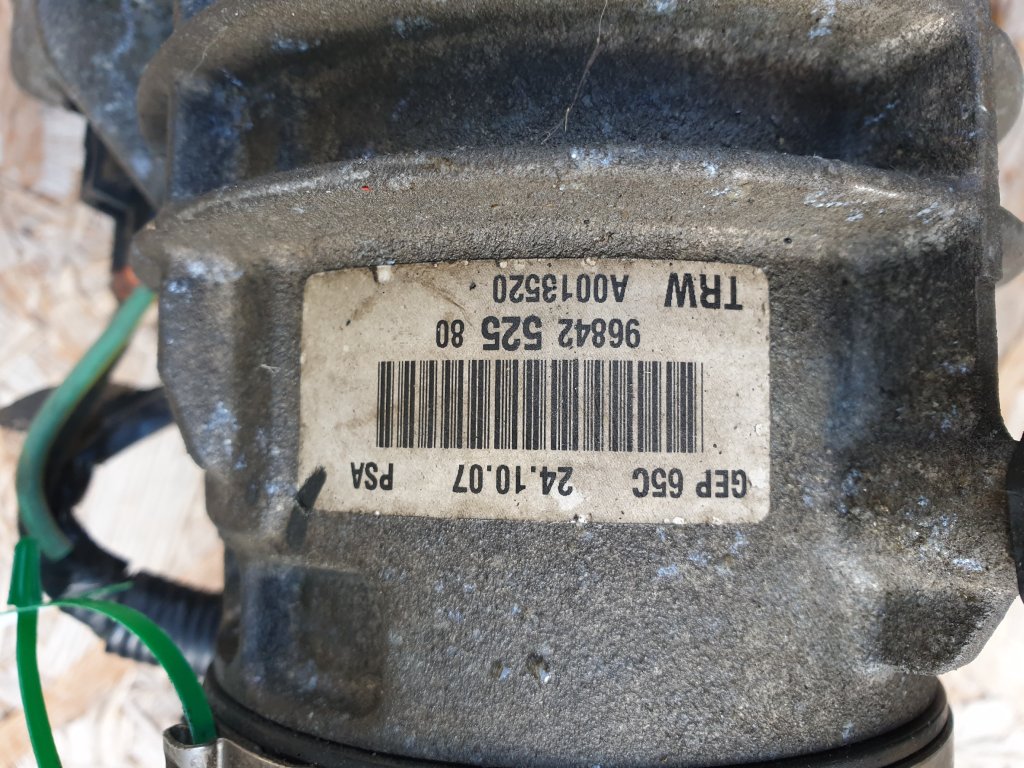 GEP 65C 24.10.07 PSA
96842 525 80
TRW A0013520